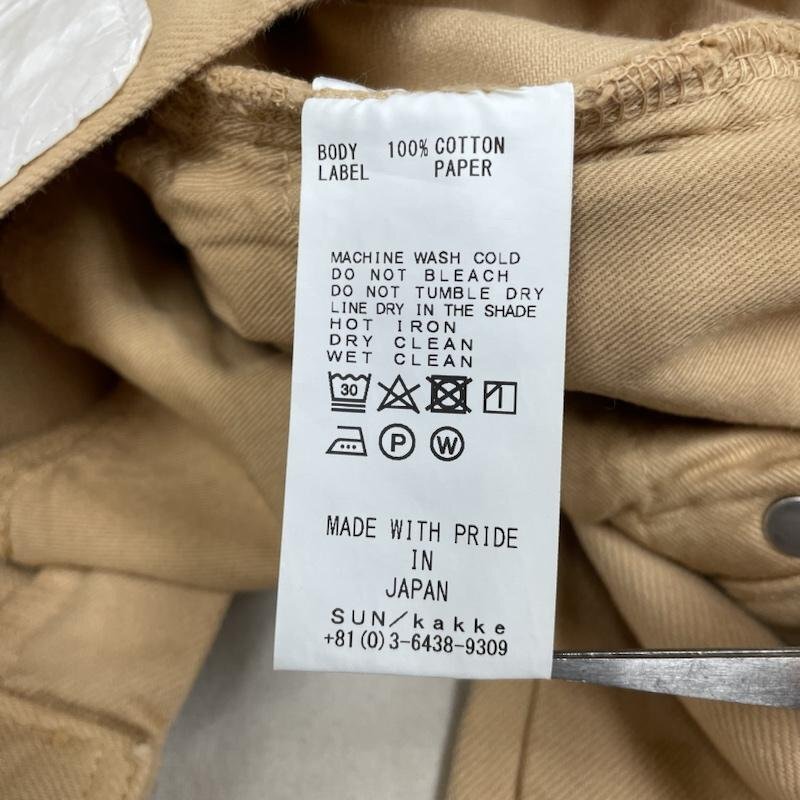 BODY 100% COTTON
LABEL PAPER
MACHINE WASH COLD
DO NOT BLEACH
DO NOT TUMBLE DRY
LINE DRY IN THE SHADE
HOT IRON
DRY CLEAN
WET CLEAN
30
P W
MADE WITH PRIDE
IN
JAPAN
SUN/kakke
+81(0)3-6438-9309